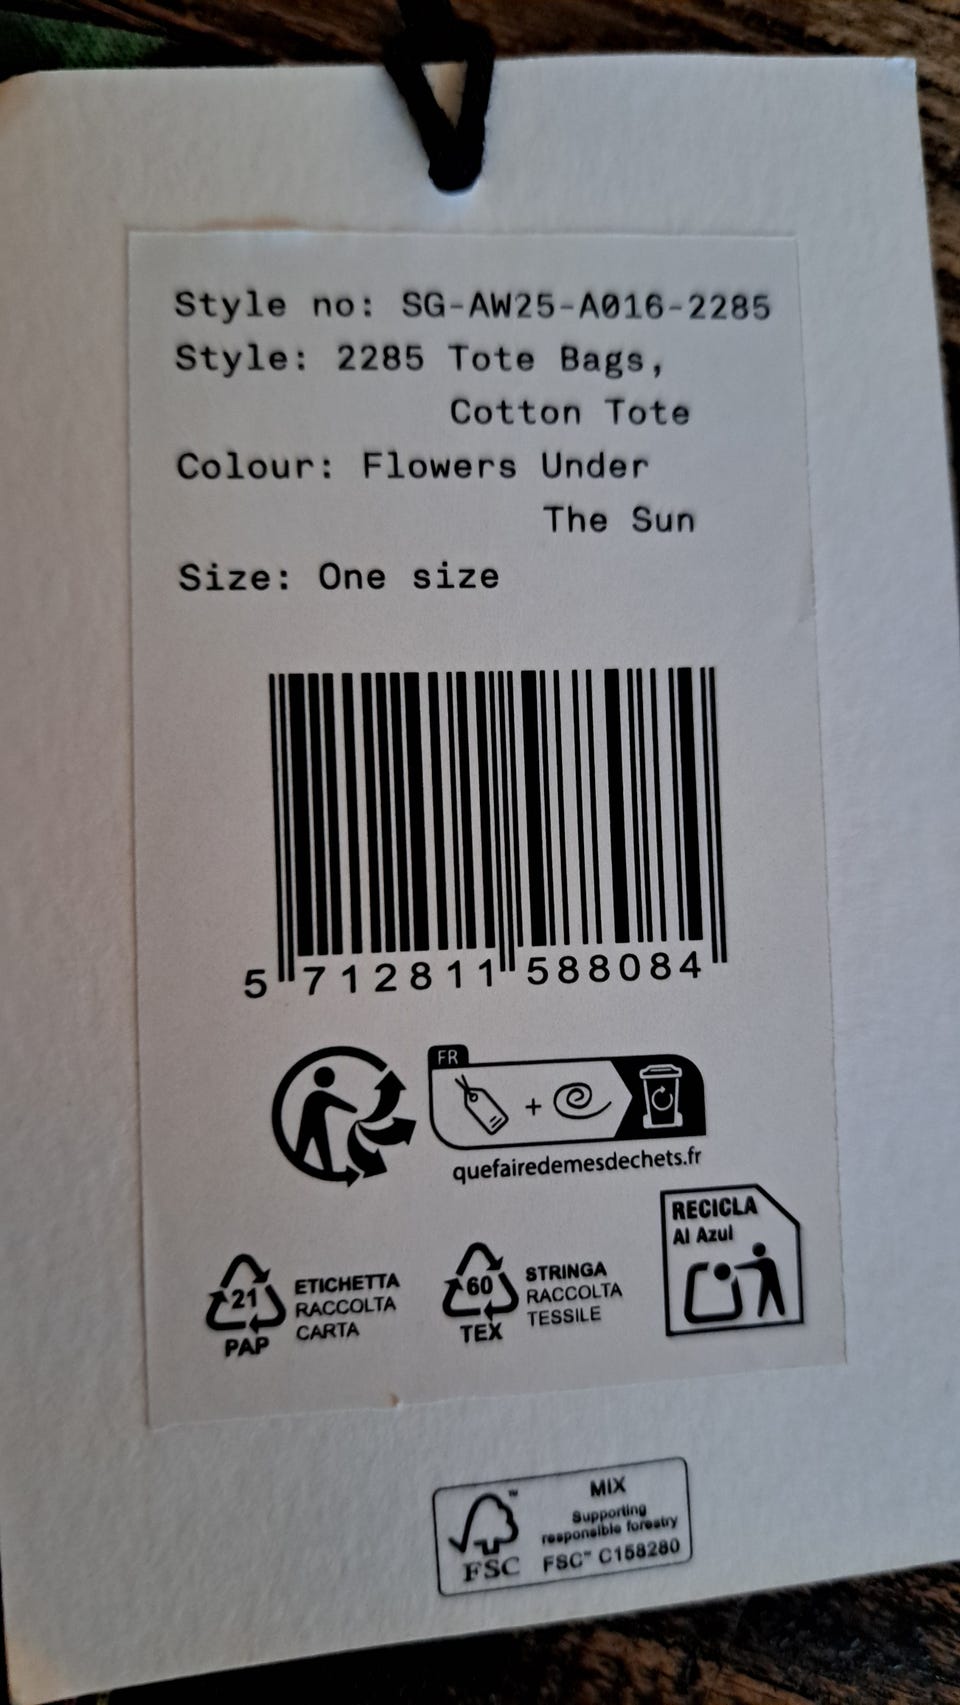 Style no: SG-AW25-A016-2285
Style: 2285 Tote Bags,
Cotton Tote
Colour: Flowers Under
The Sun
Size: One size
5 712811 588084
FR
+
quefairedemesdechets.fr
RECICLA
Al Azul
21
PAP
ETICHETTA
RACCOLTA
CARTA
60
TEX
STRINGA
RACCOLTA
TESSILE
FSC
MIX
Supporting
responsible forestry
FSC™ C158280